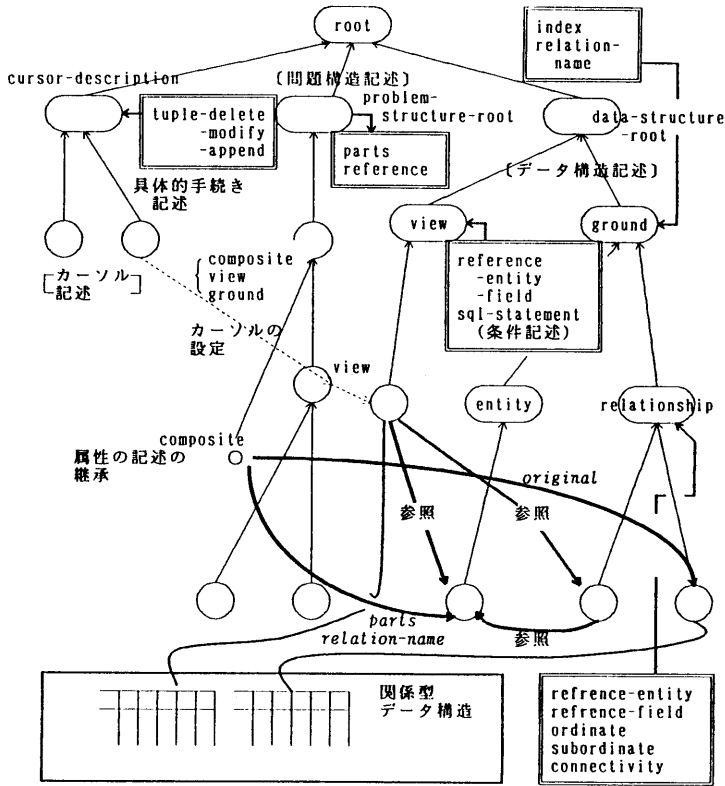 root
index
relation-
name
cursor-description
〔問題構造記述〕
problem-
structure-root
tuple-delete
-modify
-append
parts
reference
data-structure
-root
具体的手続き
記述
〔データ構造記述〕
view
ground
カーソル
記述
composite
view
ground
reference
-entity
-field
sql-statement
(条件記述)
カーソルの
設定
view
entity
relationship
composite
属性の記述の
継承
original
参照
参照
parts
relation-name
参照
関係型
データ構造
refrence-entity
refrence-field
ordinate
subordinate
connectivity